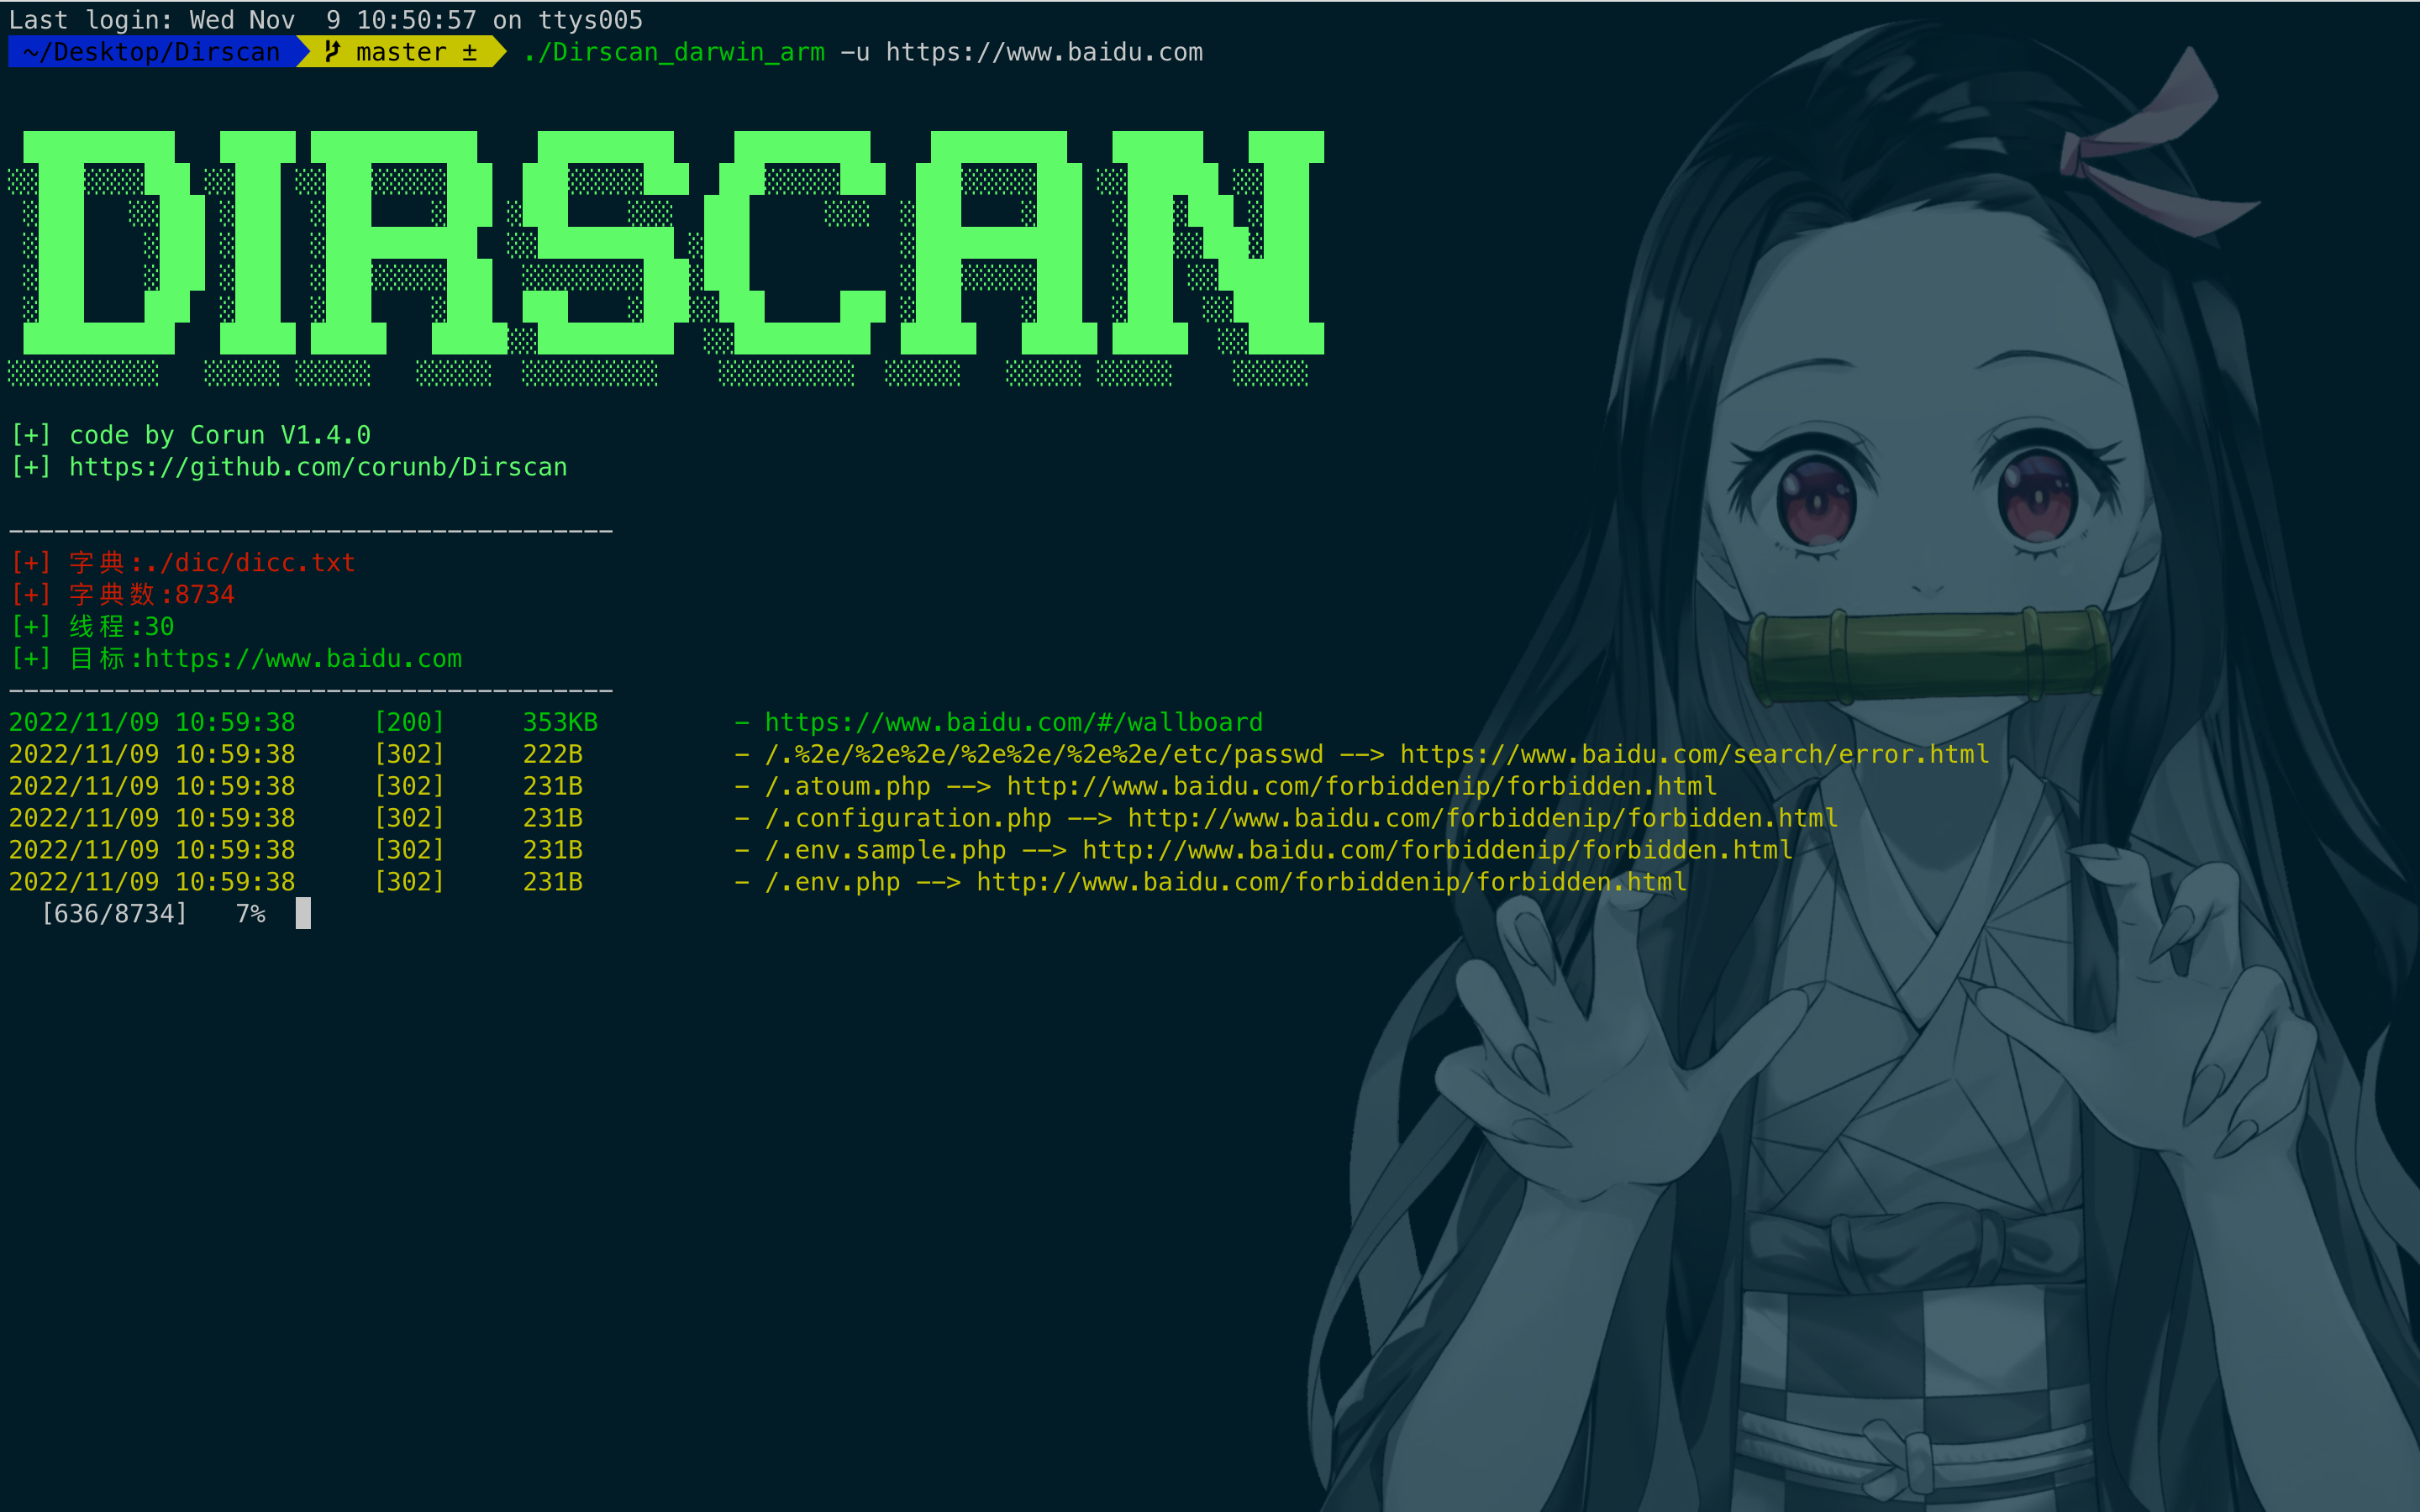 Last login: Wed Nov  9 10:50:57 on ttys005
~/Desktop/Dirscan  master ± ./Dirscan_darwin_arm -u https://www.baidu.com
DIRSCAN
[+] code by Corun V1.4.0
[+] https://github.com/corunb/Dirscan
----------------------------------------
[+] 字典:./dic/dicc.txt
[+] 字典数:8734
[+] 线程:30
[+] 目标:https://www.baidu.com
----------------------------------------
2022/11/09 10:59:38     [200]     353KB         - https://www.baidu.com/#/wallboard
2022/11/09 10:59:38     [302]     222B          - /.%2e/%2e%2e/%2e%2e/%2e%2e/etc/passwd --> https://www.baidu.com/search/error.html
2022/11/09 10:59:38     [302]     231B          - /.atoum.php --> http://www.baidu.com/forbiddenip/forbidden.html
2022/11/09 10:59:38     [302]     231B          - /.configuration.php --> http://www.baidu.com/forbiddenip/forbidden.html
2022/11/09 10:59:38     [302]     231B          - /.env.sample.php --> http://www.baidu.com/forbiddenip/forbidden.html
2022/11/09 10:59:38     [302]     231B          - /.env.php --> http://www.baidu.com/forbiddenip/forbidden.html
[636/8734]   7%